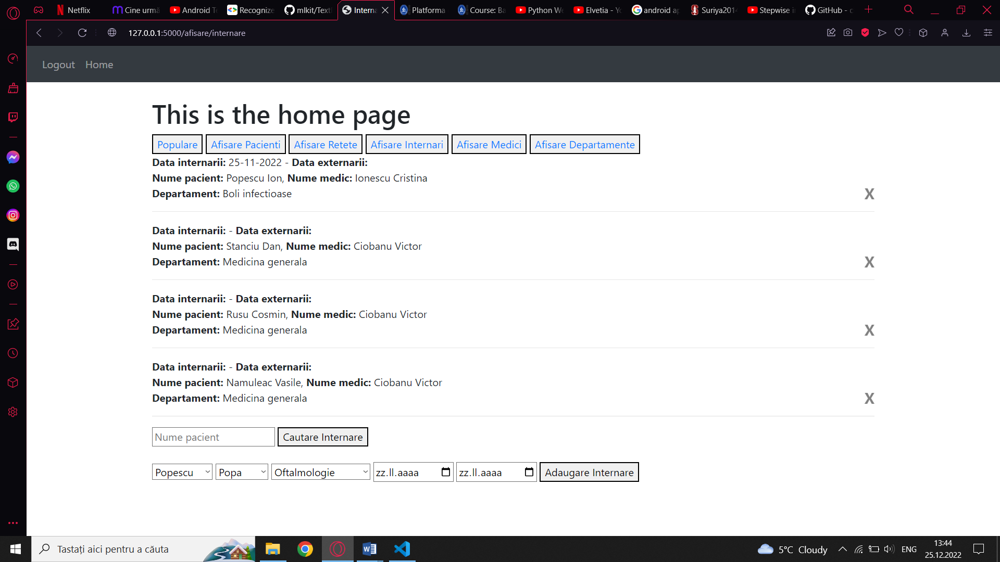 Netflix
Cine urmă
Android Te
Recognize
mlkit/Text
Interna
Platforma
Course: Ba
Python We
Elvetia - Yo
android ap
Suriya201
Stepwise in
GitHub - c
127.0.0.1:5000/afisare/internare
Logout Home
This is the home page
Populare Afisare Pacienti Afisare Retete Afisare Internari Afisare Medici Afisare Departamente
Data internarii: 25-11-2022 - Data externarii:
Nume pacient: Popescu Ion, Nume medic: Ionescu Cristina
Departament: Boli infectioase
X
Data internarii: - Data externarii:
Nume pacient: Stanciu Dan, Nume medic: Ciobanu Victor
Departament: Medicina generala
X
Data internarii: - Data externarii:
Nume pacient: Rusu Cosmin, Nume medic: Ciobanu Victor
Departament: Medicina generala
X
Data internarii: - Data externarii:
Nume pacient: Namuleac Vasile, Nume medic: Ciobanu Victor
Departament: Medicina generala
X
Nume pacient Cautare Internare
Popescu Popa Oftalmologie zz.ll.aaaa zz.ll.aaaa Adaugare Internare
Tastați aici pentru a căuta
5°C Cloudy
ENG
13:44
25.12.2022